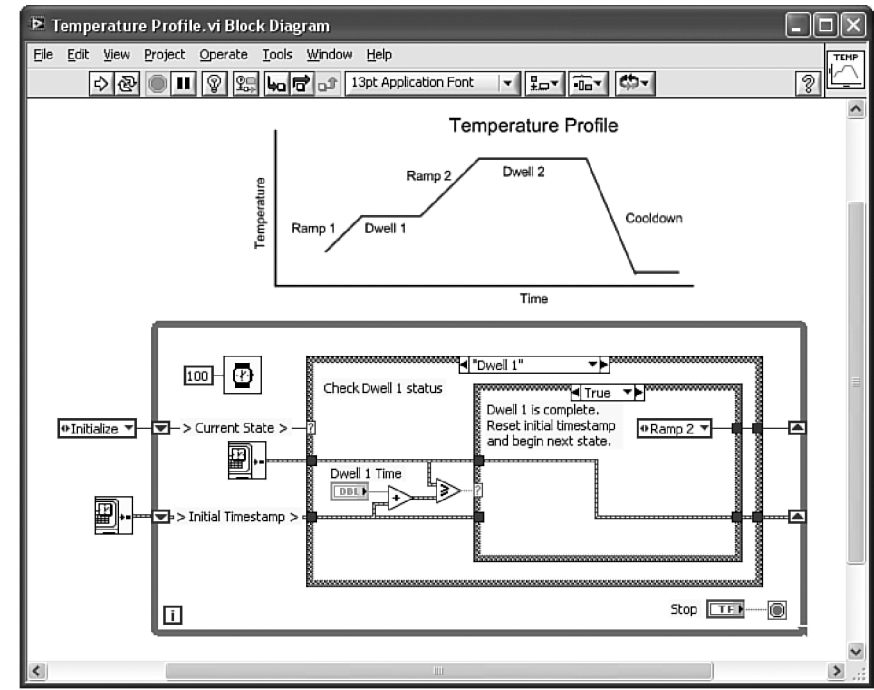 Temperature Profile.vi Block Diagram
File Edit View Project Operate Tools Window Help
TEMP
13pt Application Font
?
Temperature Profile
Temperature
Ramp 1
Dwell 1
Ramp 2
Dwell 2
Cooldown
Time
100
"Dwell 1"
Check Dwell 1 status
True
Dwell 1 is complete.
Reset initial timestamp
and begin next state.
Initialize
> Current State >
?
Ramp 2
Dwell 1 Time
DBL
+
≥
?
> Initial Timestamp >
i
Stop
TF